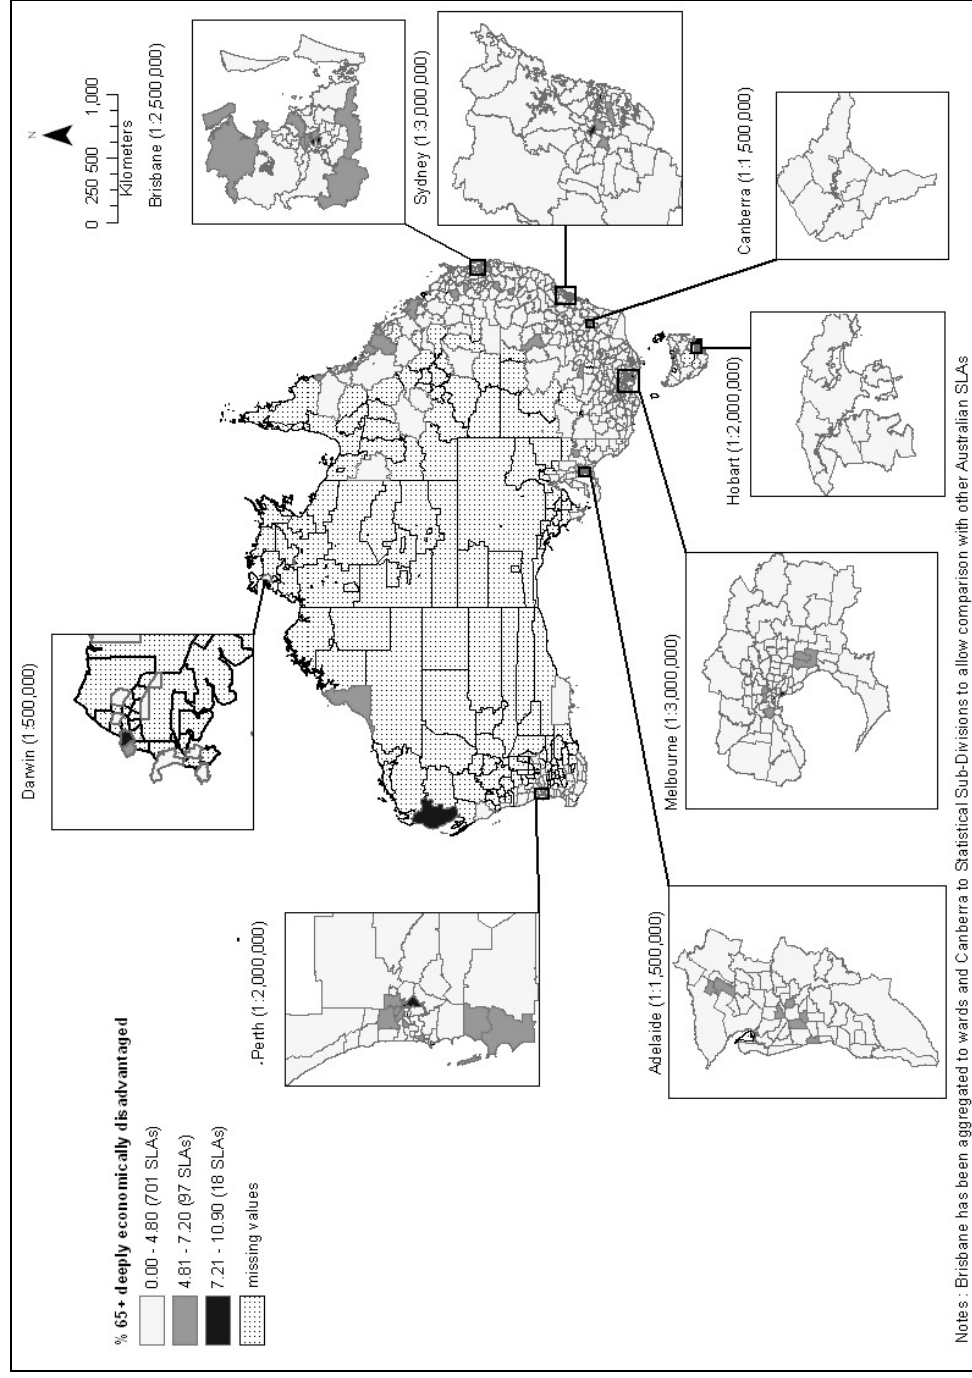 % 65+ deeply economically disadvantaged
0.00 - 4.80 (701 SLAs)
4.81 - 7.20 (97 SLAs)
7.21 - 10.90 (18 SLAs)
missing values
Darwin (1:500,000)
N
0 250 500 1,000
Kilometers
Brisbane (1:2,500,000)
.Perth (1:2,000,000)
Sydney (1:3,000,000)
Adelaide (1:1,500,000)
Melbourne (1:3,000,000)
Hobart (1:2,000,000)
Canberra (1:1,500,000)
Notes : Brisbane has been aggregated to wards and Canberra to Statistical Sub-Divisions to allow comparison with other Australian SLAs